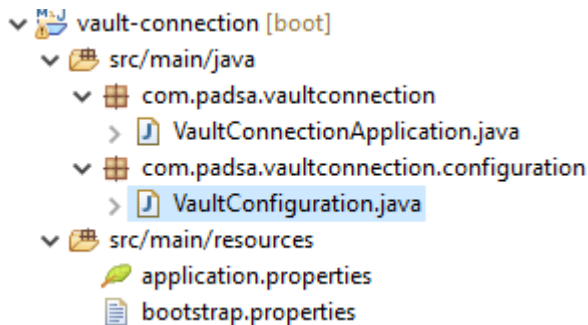 vault-connection [boot]
src/main/java
com.padsa.vaultconnection
VaultConnectionApplication.java
com.padsa.vaultconnection.configuration
VaultConfiguration.java
src/main/resources
application.properties
bootstrap.properties